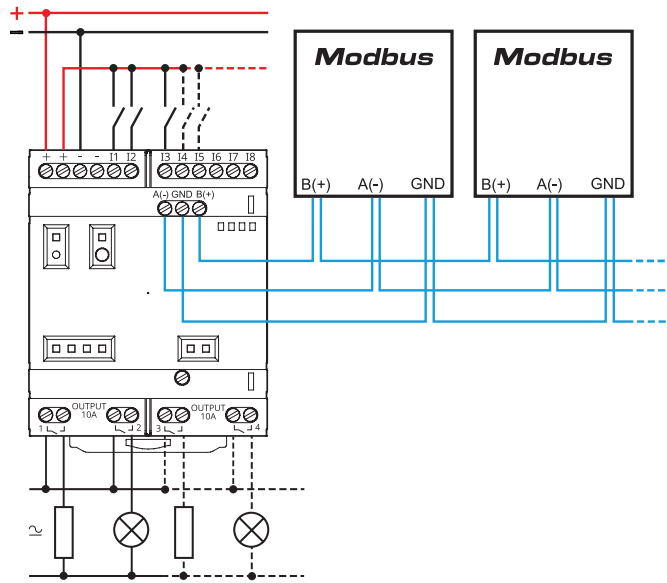 +
-
Modbus Modbus
+ + - - I1 I2 I3 I4 I5 I6 I7 I8
B(+) A(-) GND B(+) A(-) GND
A(-) GND B(+)
OUTPUT 10A OUTPUT 10A
1 2 3 4